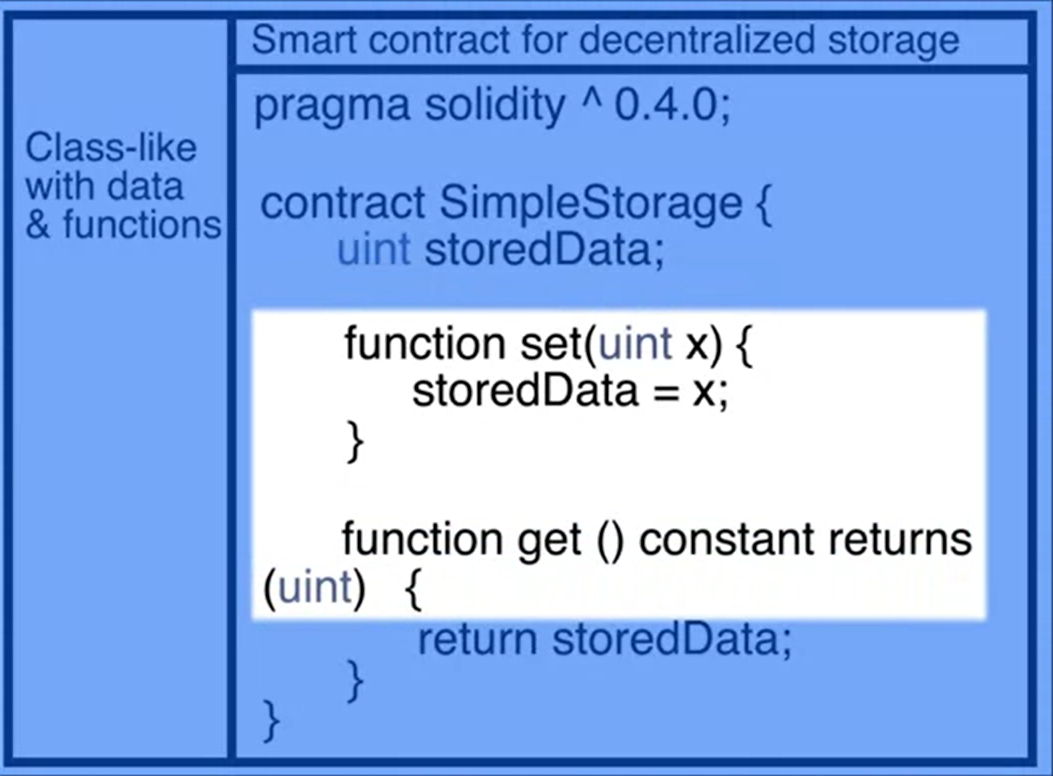 Smart contract for decentralized storage
Class-like
with data
& functions
pragma solidity ^ 0.4.0;
contract SimpleStorage {
uint storedData;
function set(uint x) {
storedData = x;
}
function get () constant returns
(uint) {
return storedData;
}
}